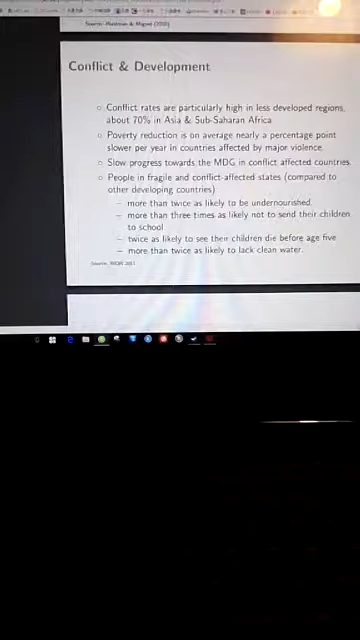 Conflict & Development
Conflict rates are particularly high in less developed regions,
about 70% in Asia & Sub-Saharan Africa
Poverty reduction is on average nearly a percentage point
slower per year in countries affected by major violence.
Slow progress towards the MDG in conflict affected countries.
People in fragile and conflict-affected states (compared to
other developing countries)
– more than twice as likely to be undernourished.
– more than three times as likely not to send their children
to school
– twice as likely to see their children die before age five
– more than twice as likely to lack clean water.